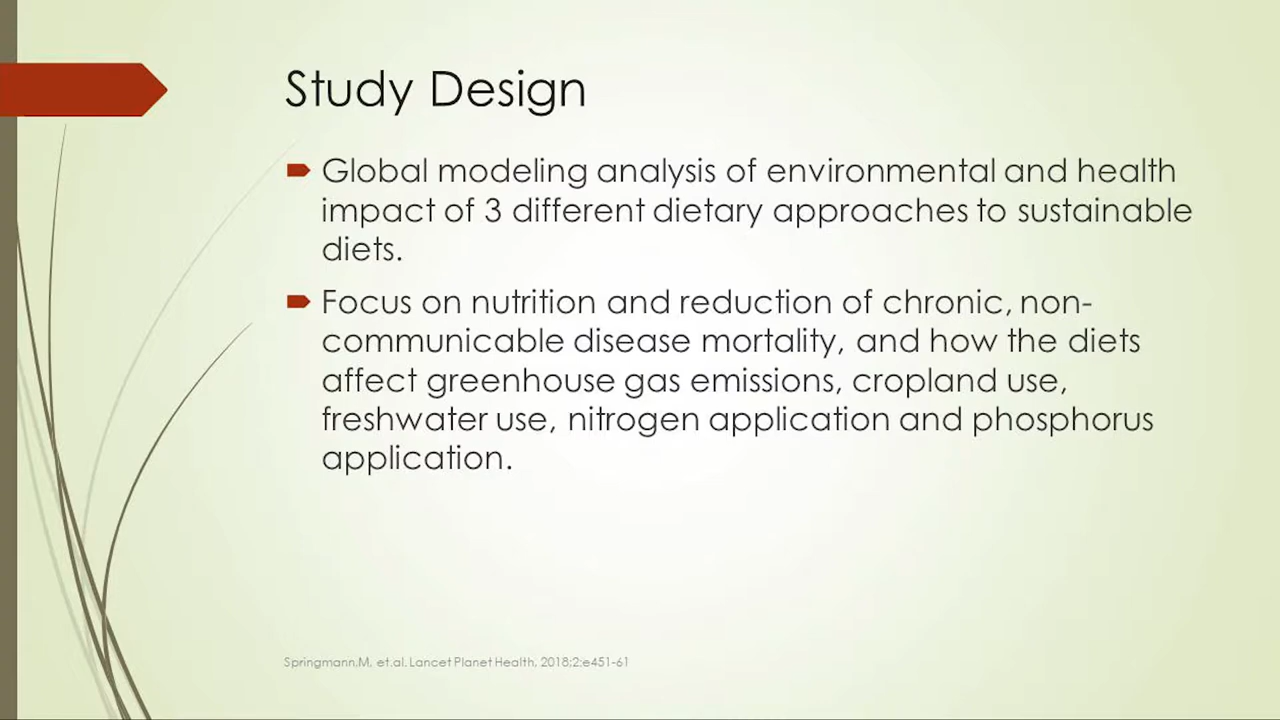 Study Design
Global modeling analysis of environmental and health
impact of 3 different dietary approaches to sustainable
diets.
Focus on nutrition and reduction of chronic, non-
communicable disease mortality, and how the diets
affect greenhouse gas emissions, cropland use,
freshwater use, nitrogen application and phosphorus
application.
Springmann.M, et.al. Lancet Planet Health, 2018;2:e451-61